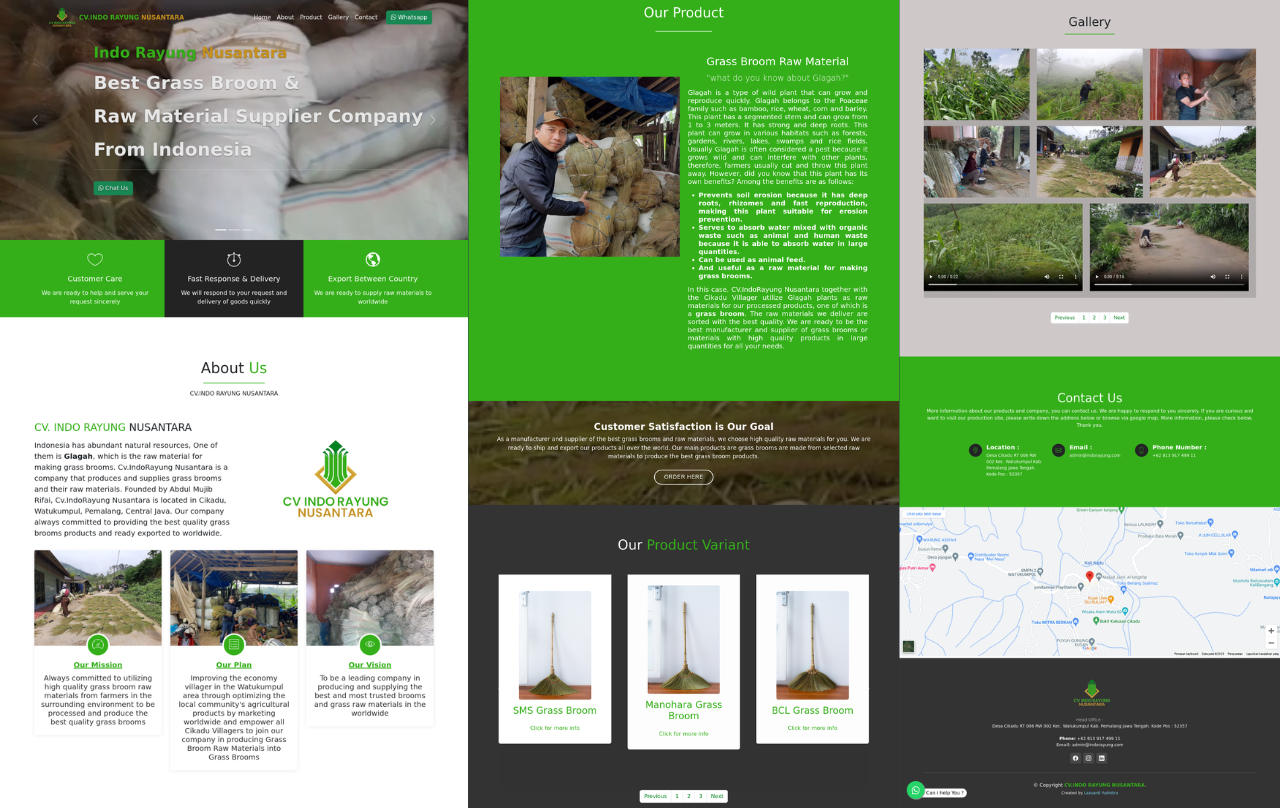 CV.INDO RAYUNG NUSANTARA
Home About Product Gallery Contact Whatsapp
Indo Rayung Nusantara
Best Grass Broom &
Raw Material Supplier Company
From Indonesia
Chat Us
Customer Care
We are ready to help and serve your
request sincerely
Fast Response & Delivery
We will respond to your request and
delivery of goods quickly
Export Between Country
We are ready to supply raw materials to
worldwide
About Us
CV.INDO RAYUNG NUSANTARA
CV. INDO RAYUNG NUSANTARA
Indonesia has abundant natural resources, One of
them is Glagah, which is the raw material for
making grass brooms. Cv.IndoRayung Nusantara is a
company that produces and supplies grass brooms
and their raw materials. Founded by Abdul Mujib
Rifai, Cv.IndoRayung Nusantara is located in Cikadu,
Watukumpul, Pemalang, Central Java. Our company
always committed to providing the best quality grass
brooms products and ready exported to worldwide.
CV INDO RAYUNG
NUSANTARA
Our Mission
Always committed to utilizing
high quality grass broom raw
materials from farmers in the
surrounding environment to be
processed and produce the
best quality grass brooms
Our Plan
Improving the economy
villager in the Watukumpul
area through optimizing the
local community's agricultural
products by marketing
worldwide and empower all
Cikadu Villagers to join our
company in producing Grass
Broom Raw Materials into
Grass Brooms
Our Vision
To be a leading company in
producing and supplying the
best and most trusted brooms
and grass raw materials in the
worldwide
Our Product
Grass Broom Raw Material
"what do you know about Glagah?"
Glagah is a type of wild plant that can grow and
reproduce quickly. Glagah belongs to the Poaceae
family such as bamboo, rice, wheat, corn and barley.
This plant has a segmented stem and can grow from
1 to 3 meters. It has strong and deep roots. This
plant can grow in various habitats such as forests,
gardens, rivers, lakes, swamps and rice fields.
Usually Glagah is often considered a pest because it
grows wild and can interfere with other plants,
therefore, farmers usually cut and throw this plant
away. However, did you know that this plant has its
own benefits? Among the benefits are as follows:
• Prevents soil erosion because it has deep
roots, rhizomes and fast reproduction,
making this plant suitable for erosion
prevention.
• Serves to absorb water mixed with organic
waste such as animal and human waste
because it is able to absorb water in large
quantities.
• Can be used as animal feed.
• And useful as a raw material for making
grass brooms.
In this case, CV.IndoRayung Nusantara together with
the Cikadu Villager utilize Glagah plants as raw
materials for our processed products, one of which is
a grass broom. The raw materials we deliver are
sorted with the best quality. We are ready to be the
best manufacturer and supplier of grass brooms or
materials with high quality products in large
quantities for all your needs.
Customer Satisfaction is Our Goal
As a manufacturer and supplier of the best grass brooms and raw materials, we choose high quality raw materials for you. We are
ready to ship and export our products all over the world. Our main products are grass brooms are made from selected raw
materials to produce the best grass broom products.
ORDER HERE
Our Product Variant
SMS Grass Broom
Click for more info
Manohara Grass
Broom
Click for more info
BCL Grass Broom
Click for more info
Previous 1 2 3 Next
Gallery
0:00 / 0:22
0:00 / 0:16
Previous 1 2 3 Next
Contact Us
More information about our products and company, you can contact us. We are happy to respond to you sincerely. If you are curious and
want to visit our production site, please write down the address below or browse via google map. More information, please check below.
Thank you.
Location :
Desa Cikadu RT 006 RW
002 Kec. Watukumpul Kab.
Pemalang Jawa Tengah.
Kode Pos : 52357
Email :
admin@indorayung.com
Phone Number :
+62 813 917 499 11
CV INDO RAYUNG
NUSANTARA
Head Office :
Desa Cikadu RT 006 RW 002 Kec. Watukumpul Kab. Pemalang Jawa Tengah. Kode Pos : 52357
Phone: +62 813 917 499 11
Email: admin@indorayung.com
© Copyright CV.INDO RAYUNG NUSANTARA.
Created by
Can i help You ?